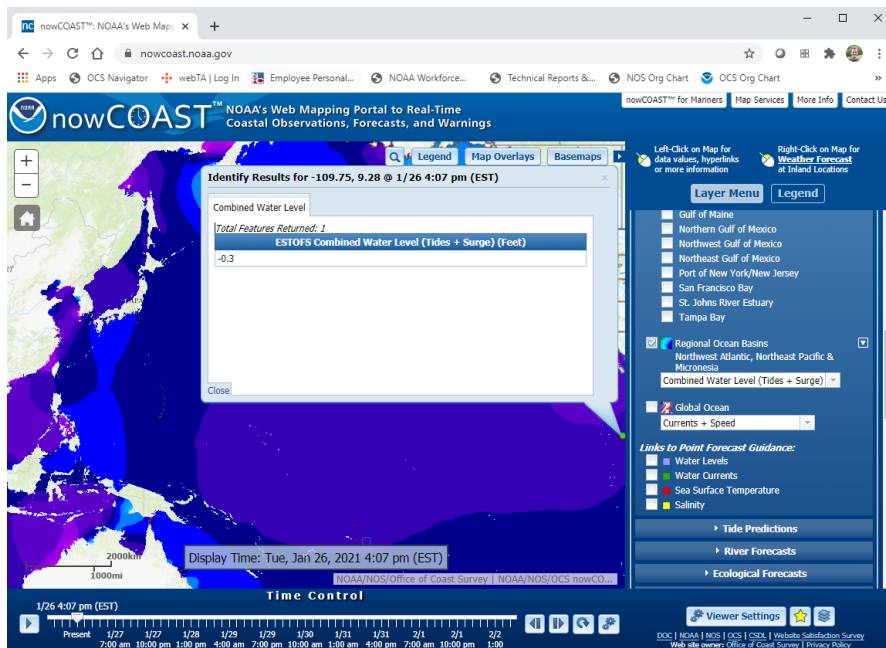 nowCOAST™: NOAA's Web Mapp
nowcoast.noaa.gov
Apps OCS Navigator webTA | Log In Employee Personal... NOAA Workforce... Technical Reports &... NOS Org Chart OCS Org Chart »
nowCOAST™ for Mariners Map Services More Info Contact Us
nowCOAST™ NOAA's Web Mapping Portal to Real-Time
Coastal Observations, Forecasts, and Warnings
Legend Map Overlays Basemaps
Left-Click on Map for
data values, hyperlinks
or more information
Right-Click on Map for
Weather Forecast
at Inland Locations
Layer Menu Legend
Identify Results for -109.75, 9.28 @ 1/26 4:07 pm (EST)
Combined Water Level
Total Features Returned: 1
ESTOFS Combined Water Level (Tides + Surge) (Feet)
-0.3
Close
Gulf of Maine
Northern Gulf of Mexico
Northwest Gulf of Mexico
Northeast Gulf of Mexico
Port of New York/New Jersey
San Francisco Bay
St. Johns River Estuary
Tampa Bay
Regional Ocean Basins
Northwest Atlantic, Northeast Pacific &
Micronesia
Combined Water Level (Tides + Surge)
Global Ocean
Currents + Speed
Links to Point Forecast Guidance:
Water Levels
Water Currents
Sea Surface Temperature
Salinity
Tide Predictions
River Forecasts
Ecological Forecasts
2000km
1000mi
Display Time: Tue, Jan 26, 2021 4:07 pm (EST)
NOAA/NOS/Office of Coast Survey | NOAA/NOS/OCS nowCO...
Time Control
1/26 4:07 pm (EST)
Present 1/27 1/27 1/28 1/29 1/29 1/30 1/31 1/31 2/1 2/1 2/2
7:00 am 10:00 pm 1:00 pm 4:00 am 7:00 pm 10:00 am 1:00 am 4:00 pm 7:00 am 10:00 pm 1:00
Viewer Settings
DOC | NOAA | NOS | OCS | CSDL | Website Satisfaction Survey
Web site owner: Office of Coast Survey | Privacy Policy